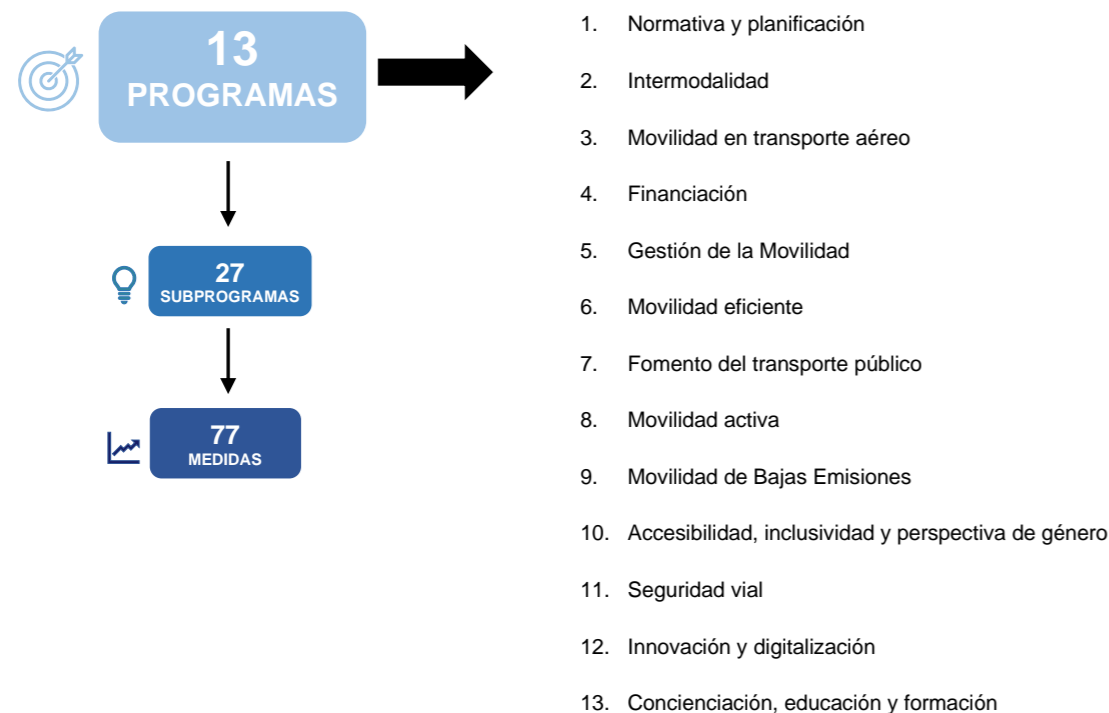 13
PROGRAMAS
27
SUBPROGRAMAS
77
MEDIDAS
1. Normativa y planificación
2. Intermodalidad
3. Movilidad en transporte aéreo
4. Financiación
5. Gestión de la Movilidad
6. Movilidad eficiente
7. Fomento del transporte público
8. Movilidad activa
9. Movilidad de Bajas Emisiones
10. Accesibilidad, inclusividad y perspectiva de género
11. Seguridad vial
12. Innovación y digitalización
13. Concienciación, educación y formación